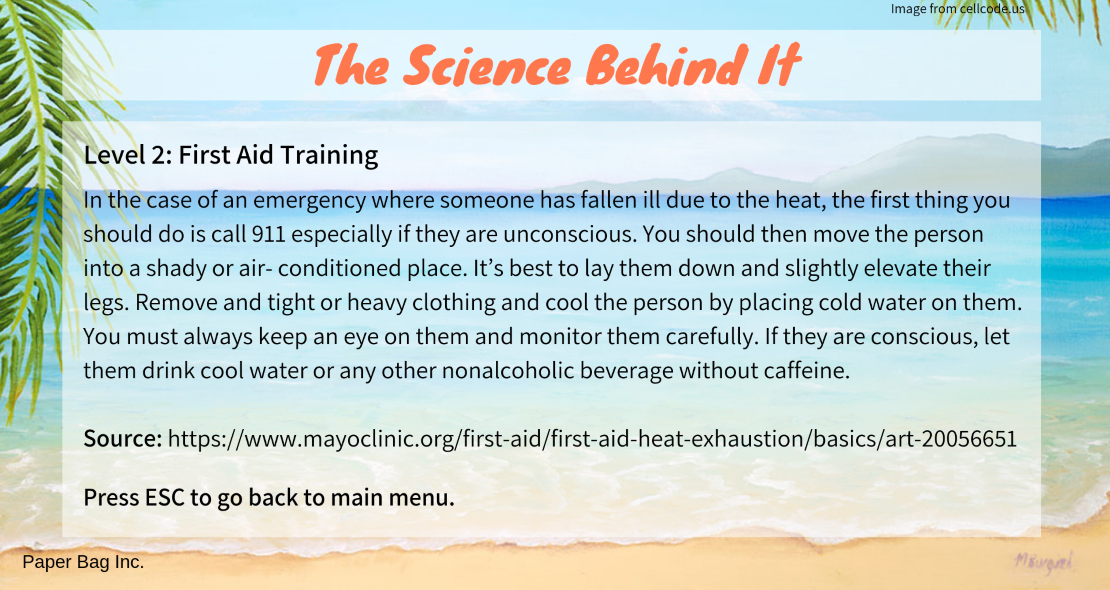 Image from cellcode.us
The Science Behind It
Level 2: First Aid Training
In the case of an emergency where someone has fallen ill due to the heat, the first thing you
should do is call 911 especially if they are unconscious. You should then move the person
into a shady or air- conditioned place. It’s best to lay them down and slightly elevate their
legs. Remove and tight or heavy clothing and cool the person by placing cold water on them.
You must always keep an eye on them and monitor them carefully. If they are conscious, let
them drink cool water or any other nonalcoholic beverage without caffeine.
Source: https://www.mayoclinic.org/first-aid/first-aid-heat-exhaustion/basics/art-20056651
Press ESC to go back to main menu.
Paper Bag Inc.